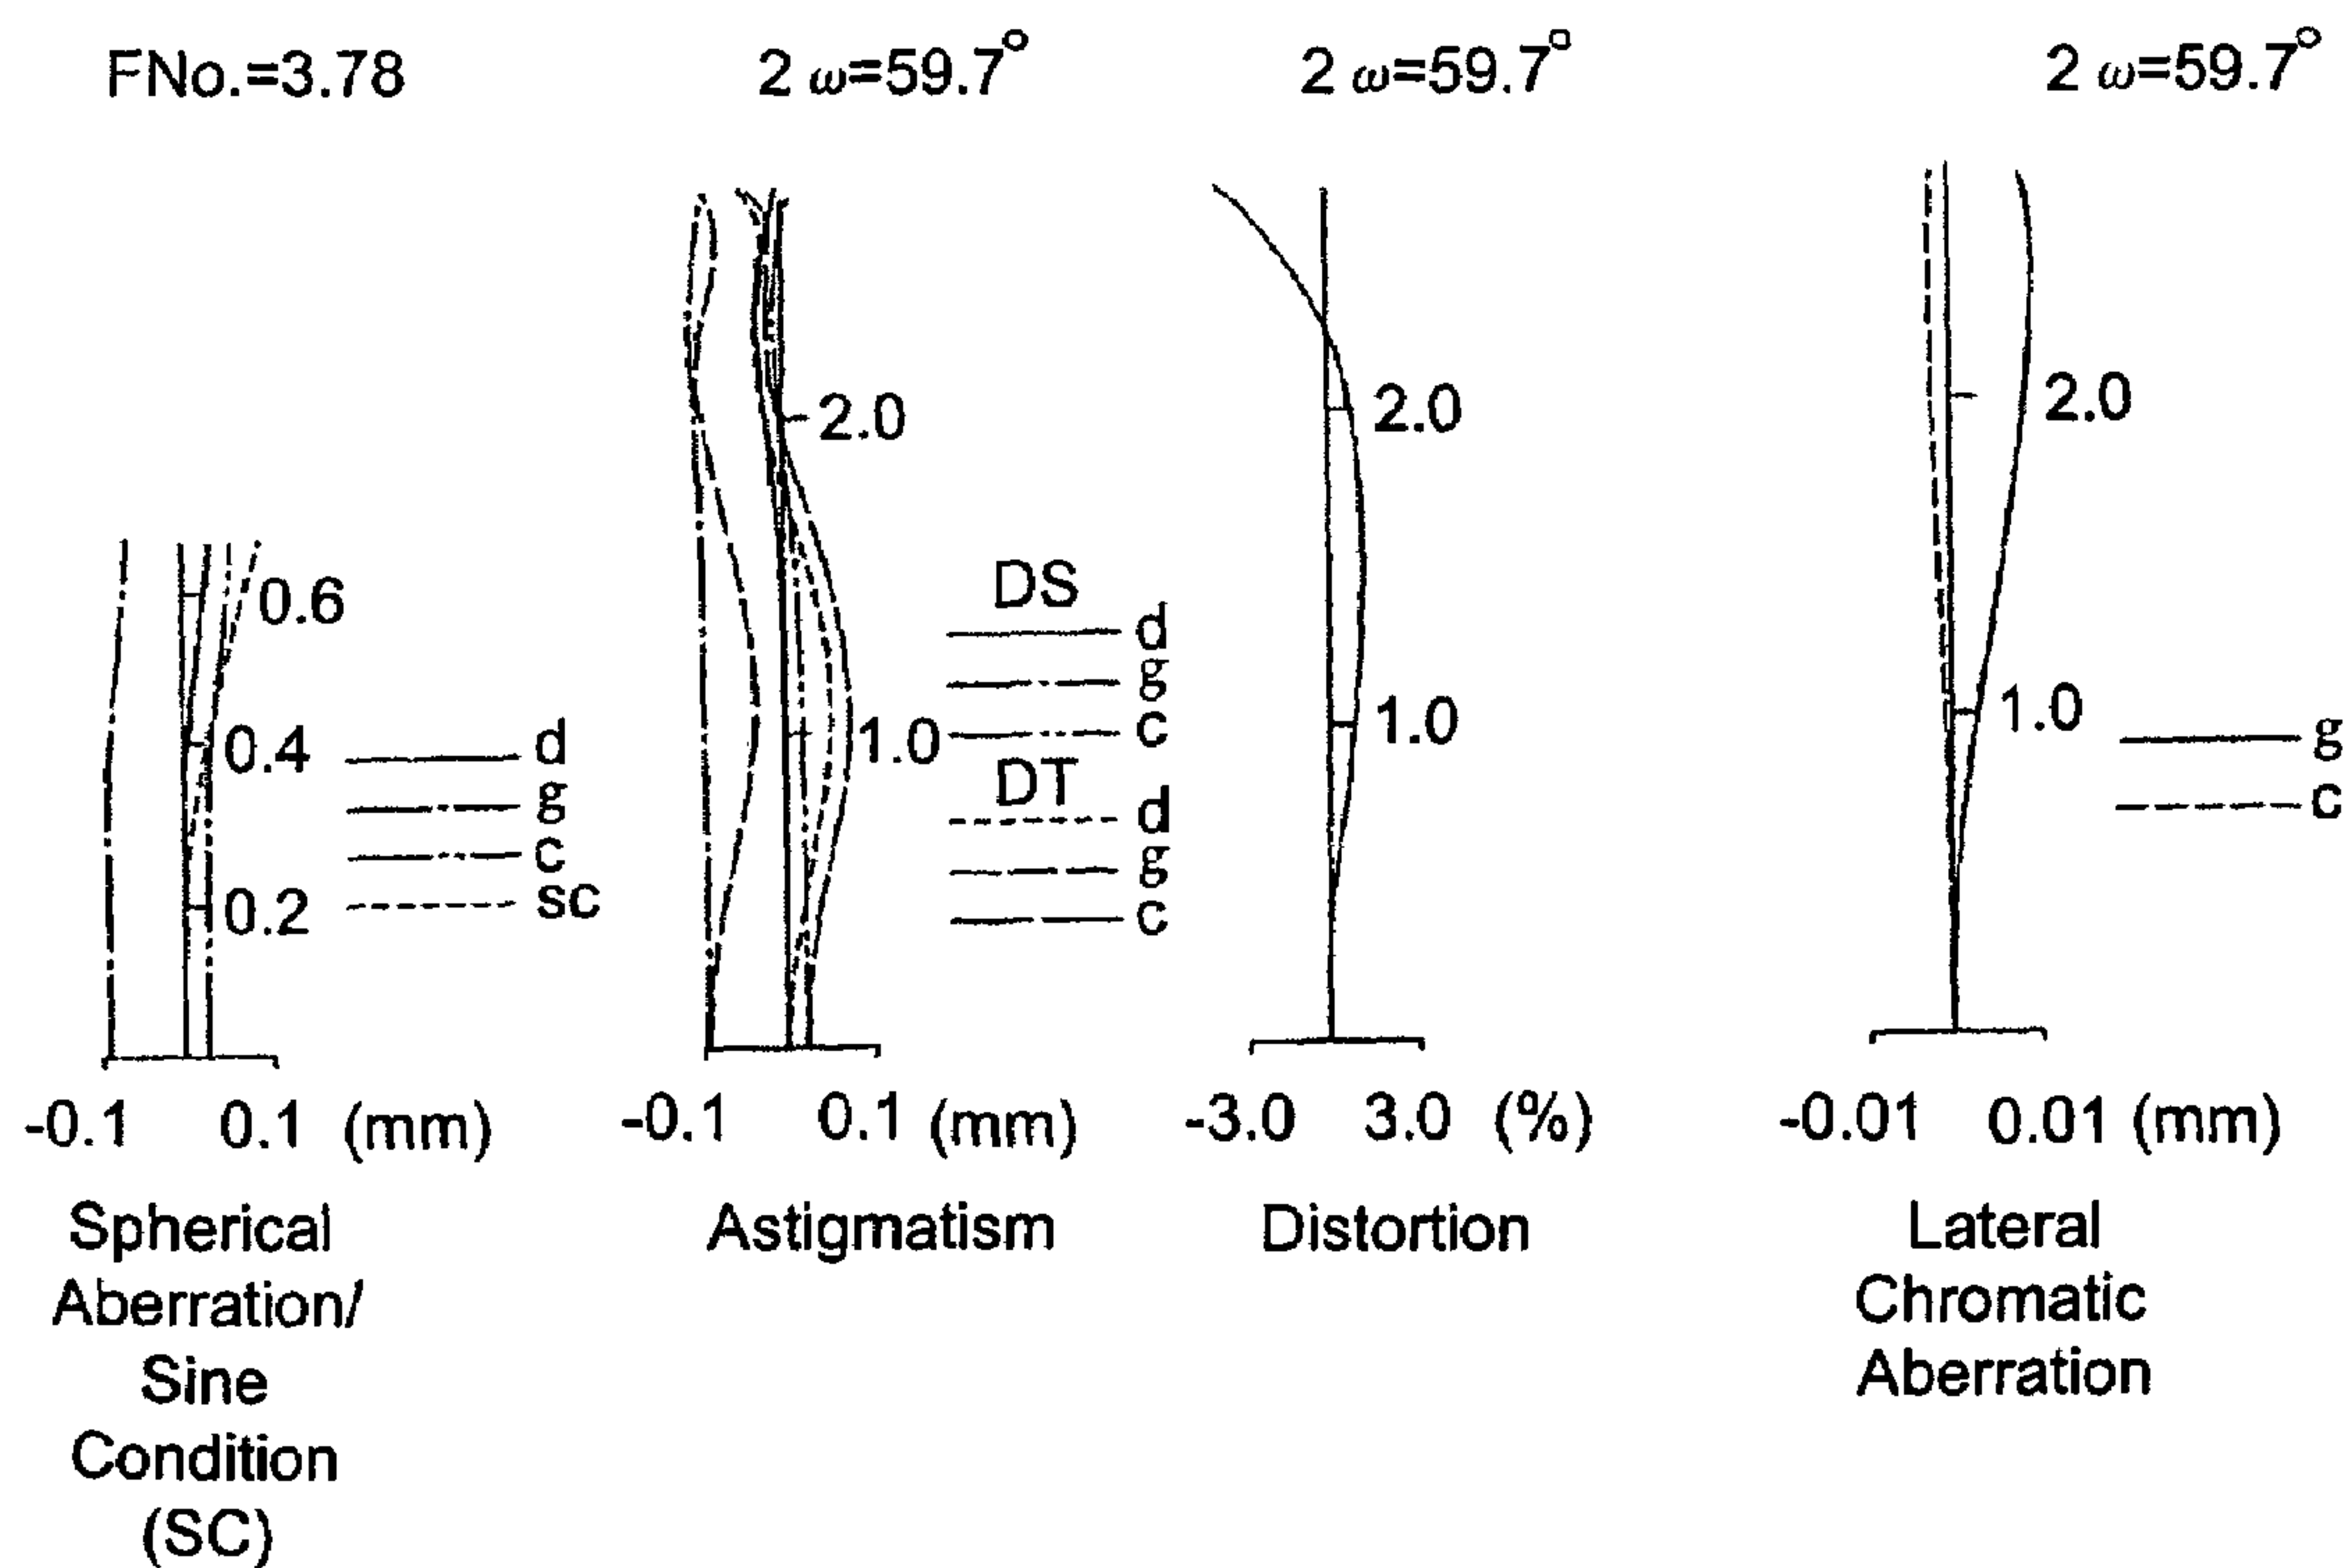 FNo.=3.78
2 ω=59.7°
2 ω=59.7°
2 ω=59.7°
0.6
0.4
0.2
d
g
c
sc
-0.1 0.1 (mm)
Spherical
Aberration/
Sine
Condition
(SC)
2.0
1.0
DS
d
g
c
DT
d
g
c
-0.1 0.1 (mm)
Astigmatism
2.0
1.0
-3.0 3.0 (%)
Distortion
2.0
1.0
g
c
-0.01 0.01 (mm)
Lateral
Chromatic
Aberration